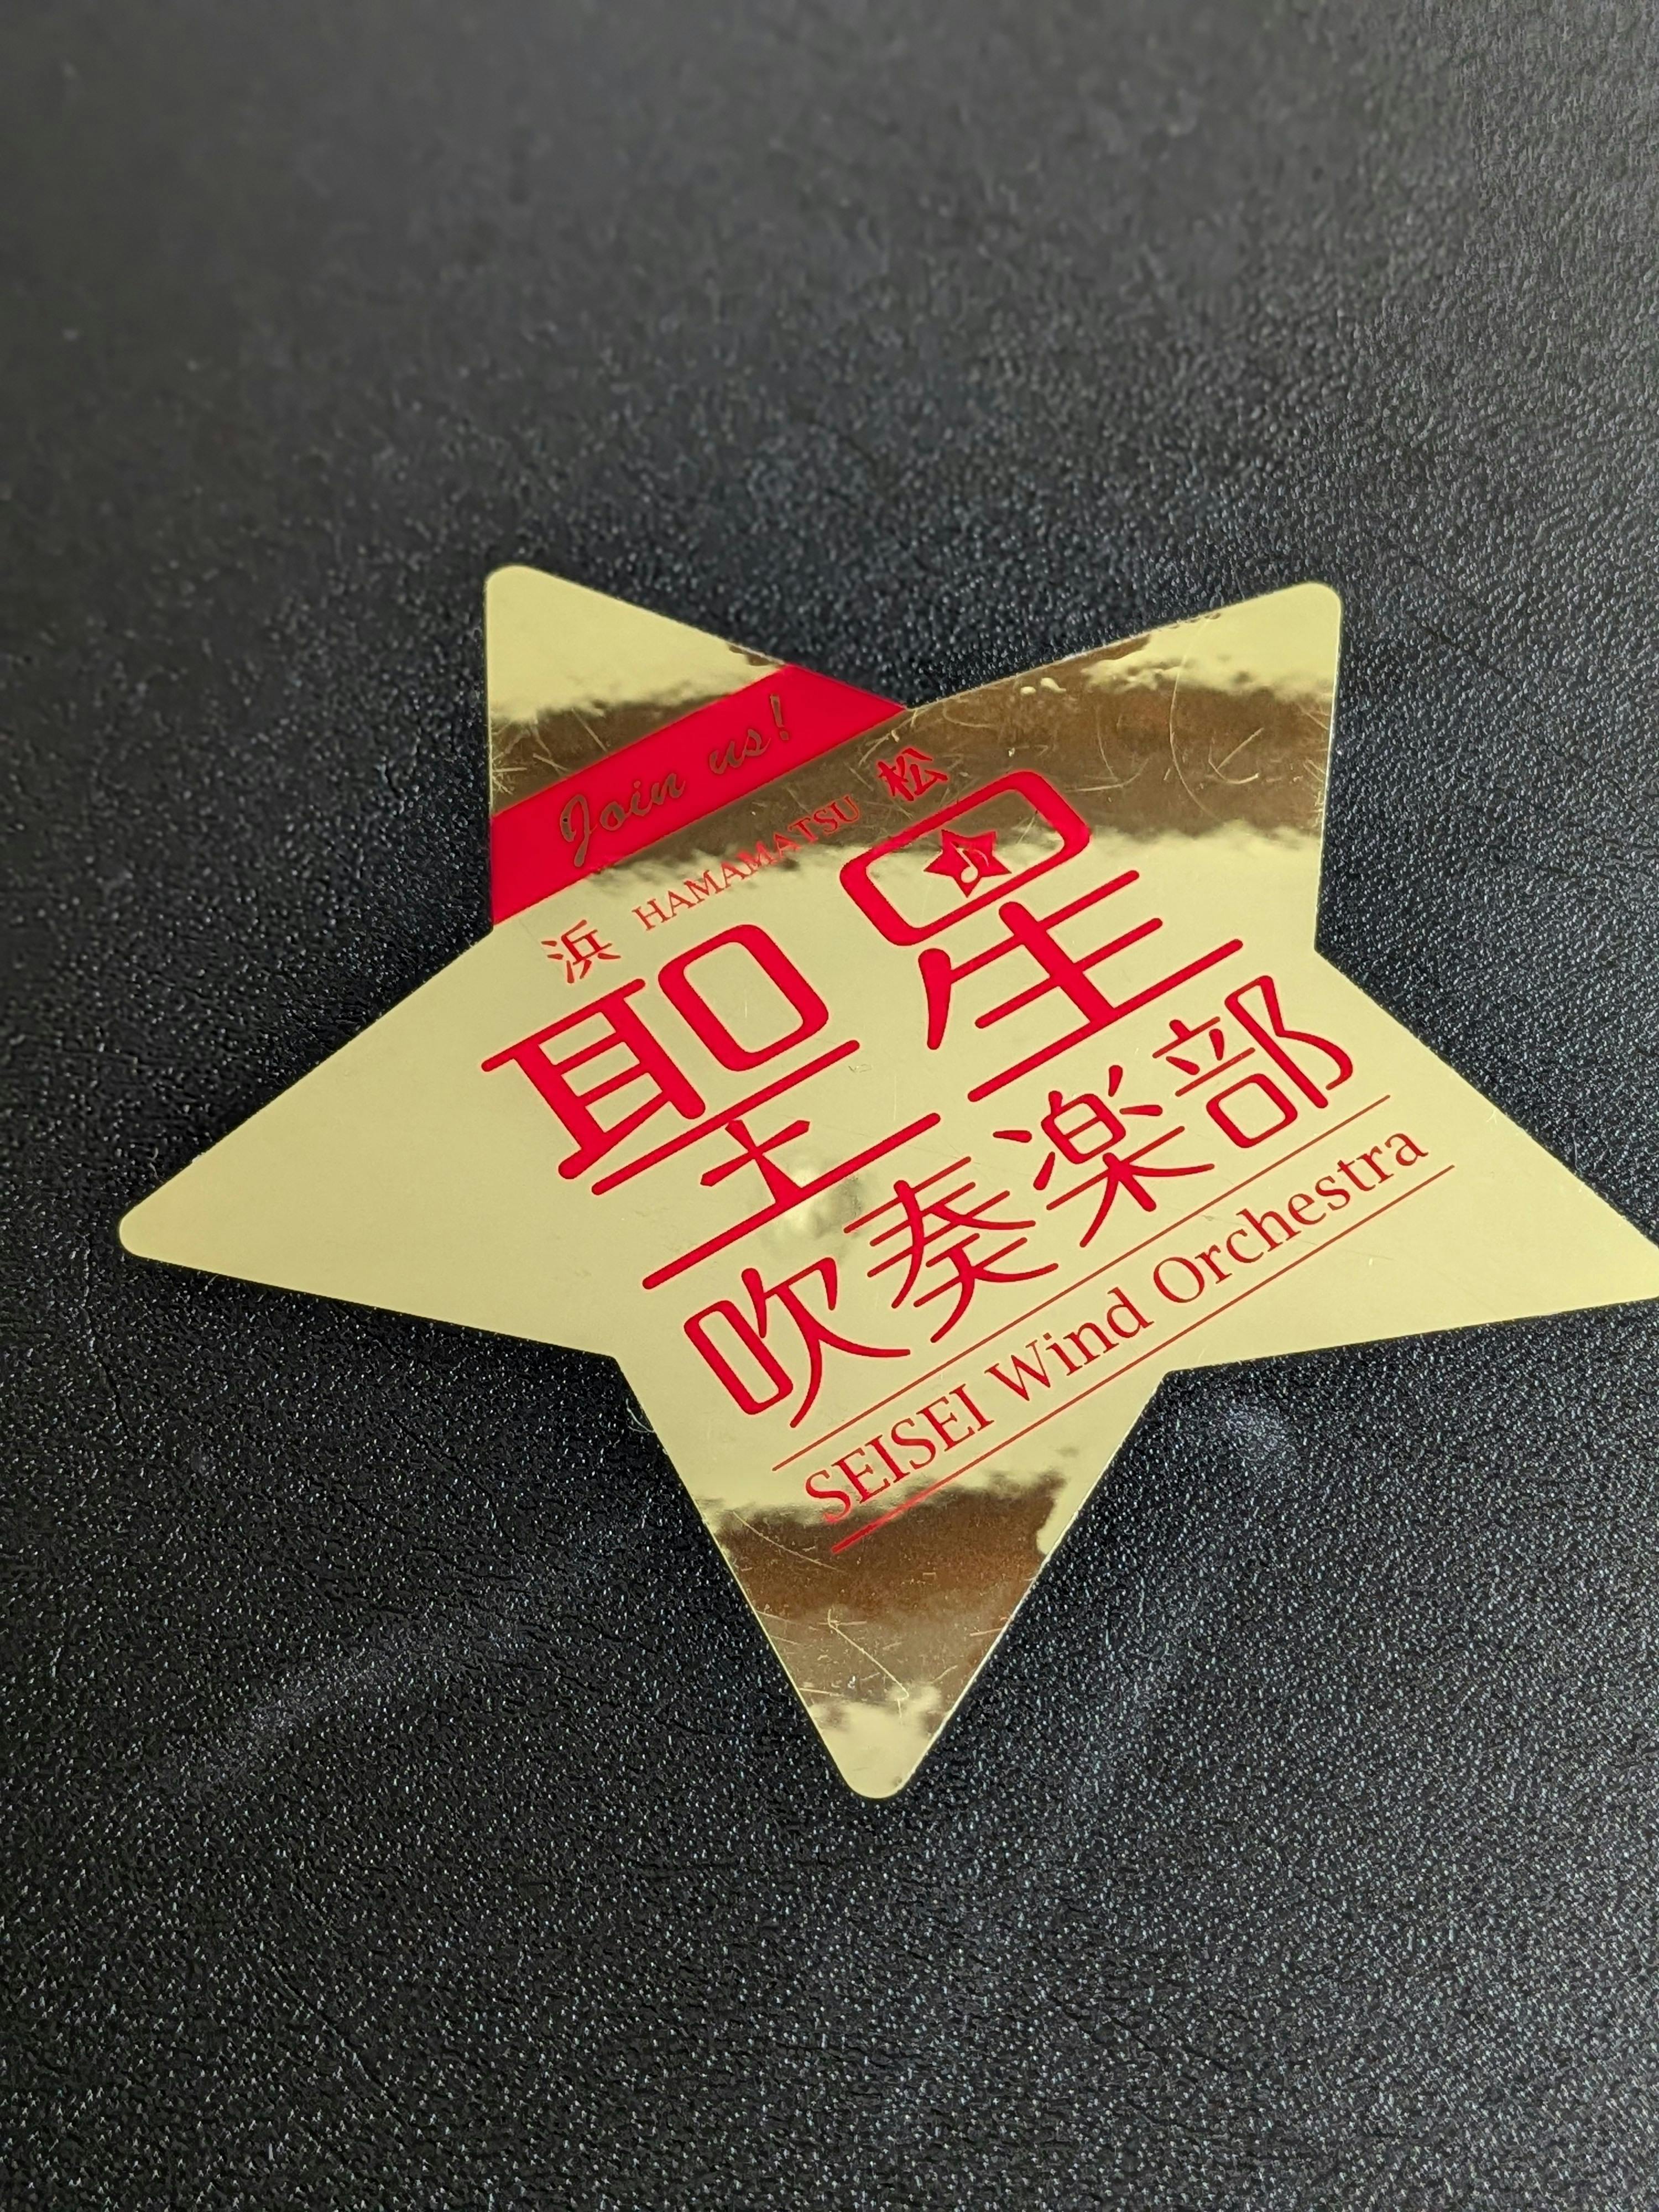 Join us!
浜 HAMAMATSU 松
聖星
吹奏楽部
SEISEI Wind Orchestra